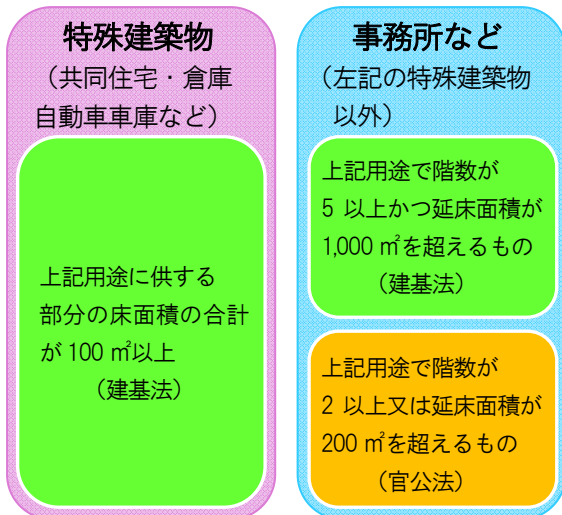 特殊建築物
（共同住宅・倉庫
自動車車庫など）
上記用途に供する
部分の床面積の合計
が 100 ㎡以上
（建基法）
事務所など
（左記の特殊建築物
以外）
上記用途で階数が
5 以上かつ延床面積が
1,000 ㎡を超えるもの
（建基法）
上記用途で階数が
2 以上又は延床面積が
200 ㎡を超えるもの
（官公法）